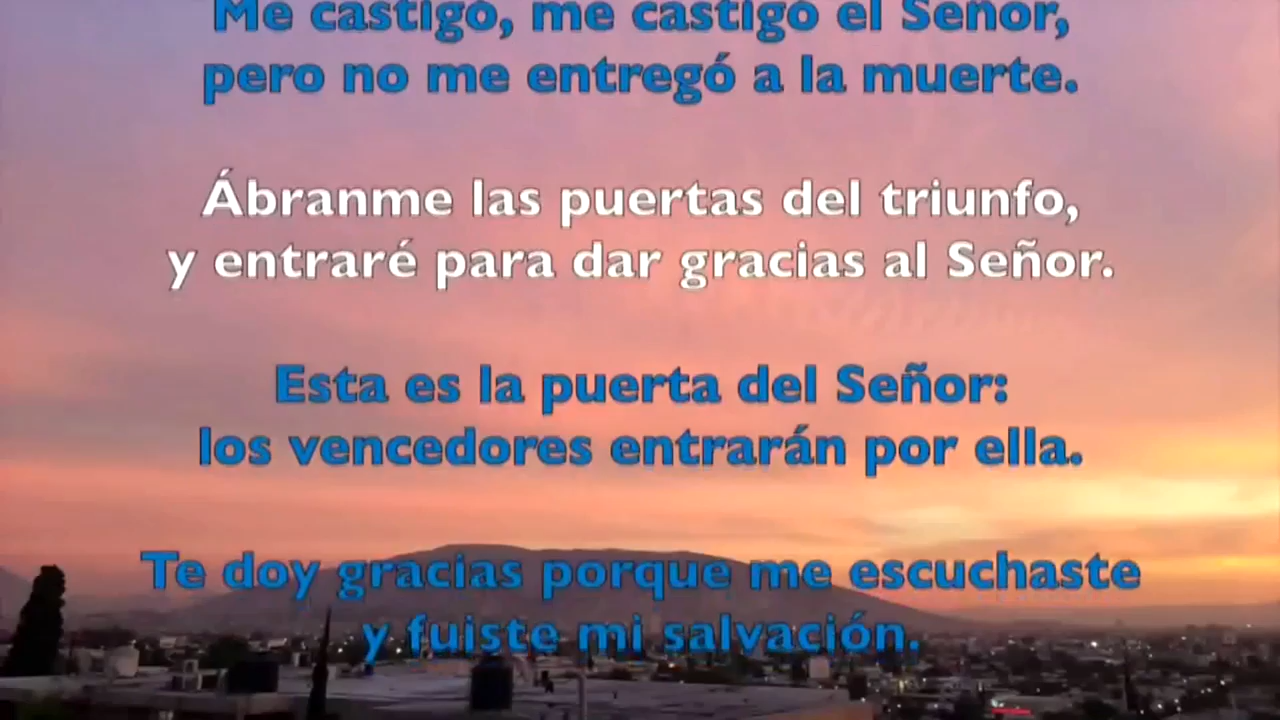 Me castigó, me castigó el Señor,
pero no me entregó a la muerte.
Ábranme las puertas del triunfo,
y entraré para dar gracias al Señor.
Esta es la puerta del Señor:
los vencedores entrarán por ella.
Te doy gracias porque me escuchaste
y fuiste mi salvación.